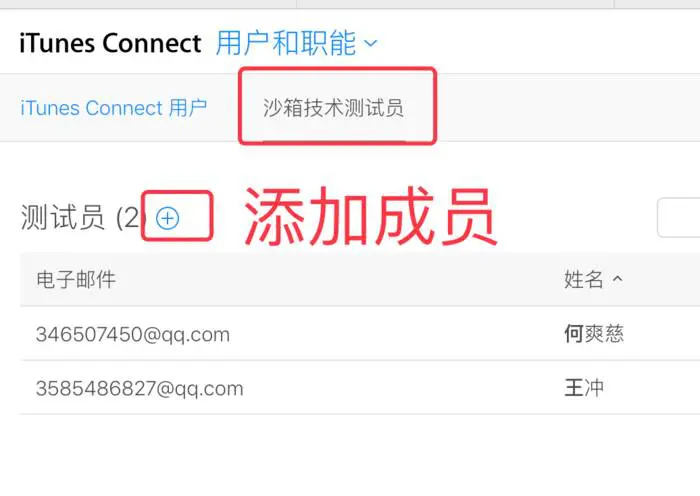 iTunes Connect 用户和职能
iTunes Connect 用户 沙箱技术测试员
测试员 (2) 添加成员
电子邮件 姓名
346507450@qq.com 何爽慈
3585486827@qq.com 王冲